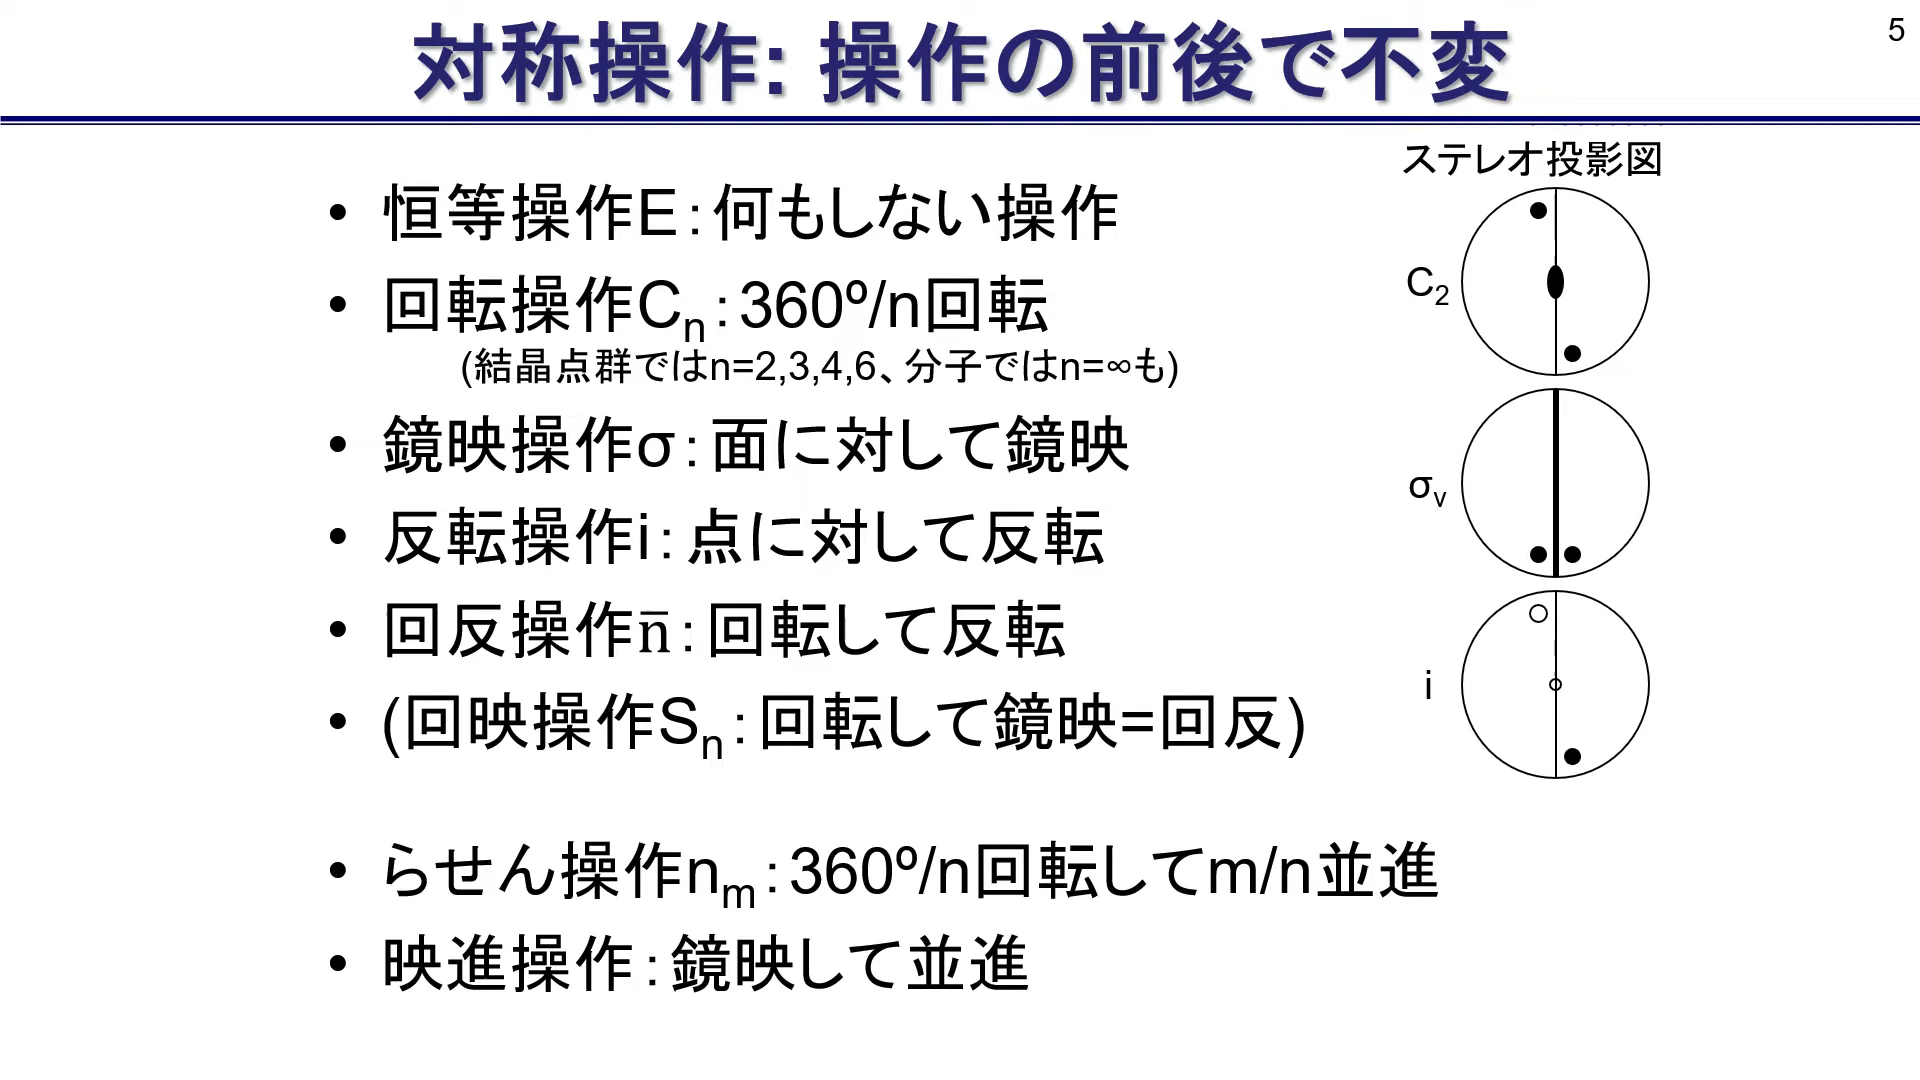 5
対称操作: 操作の前後で不変
• 恒等操作E：何もしない操作
• 回転操作Cn：360º/n回転
(結晶点群ではn=2,3,4,6、分子ではn=∞も)
• 鏡映操作σ：面に対して鏡映
• 反転操作i：点に対して反転
• 回反操作n̅：回転して反転
• (回映操作Sn：回転して鏡映=回反)
• らせん操作nm：360º/n回転してm/n並進
• 映進操作：鏡映して並進
ステレオ投影図
C2
σv
i